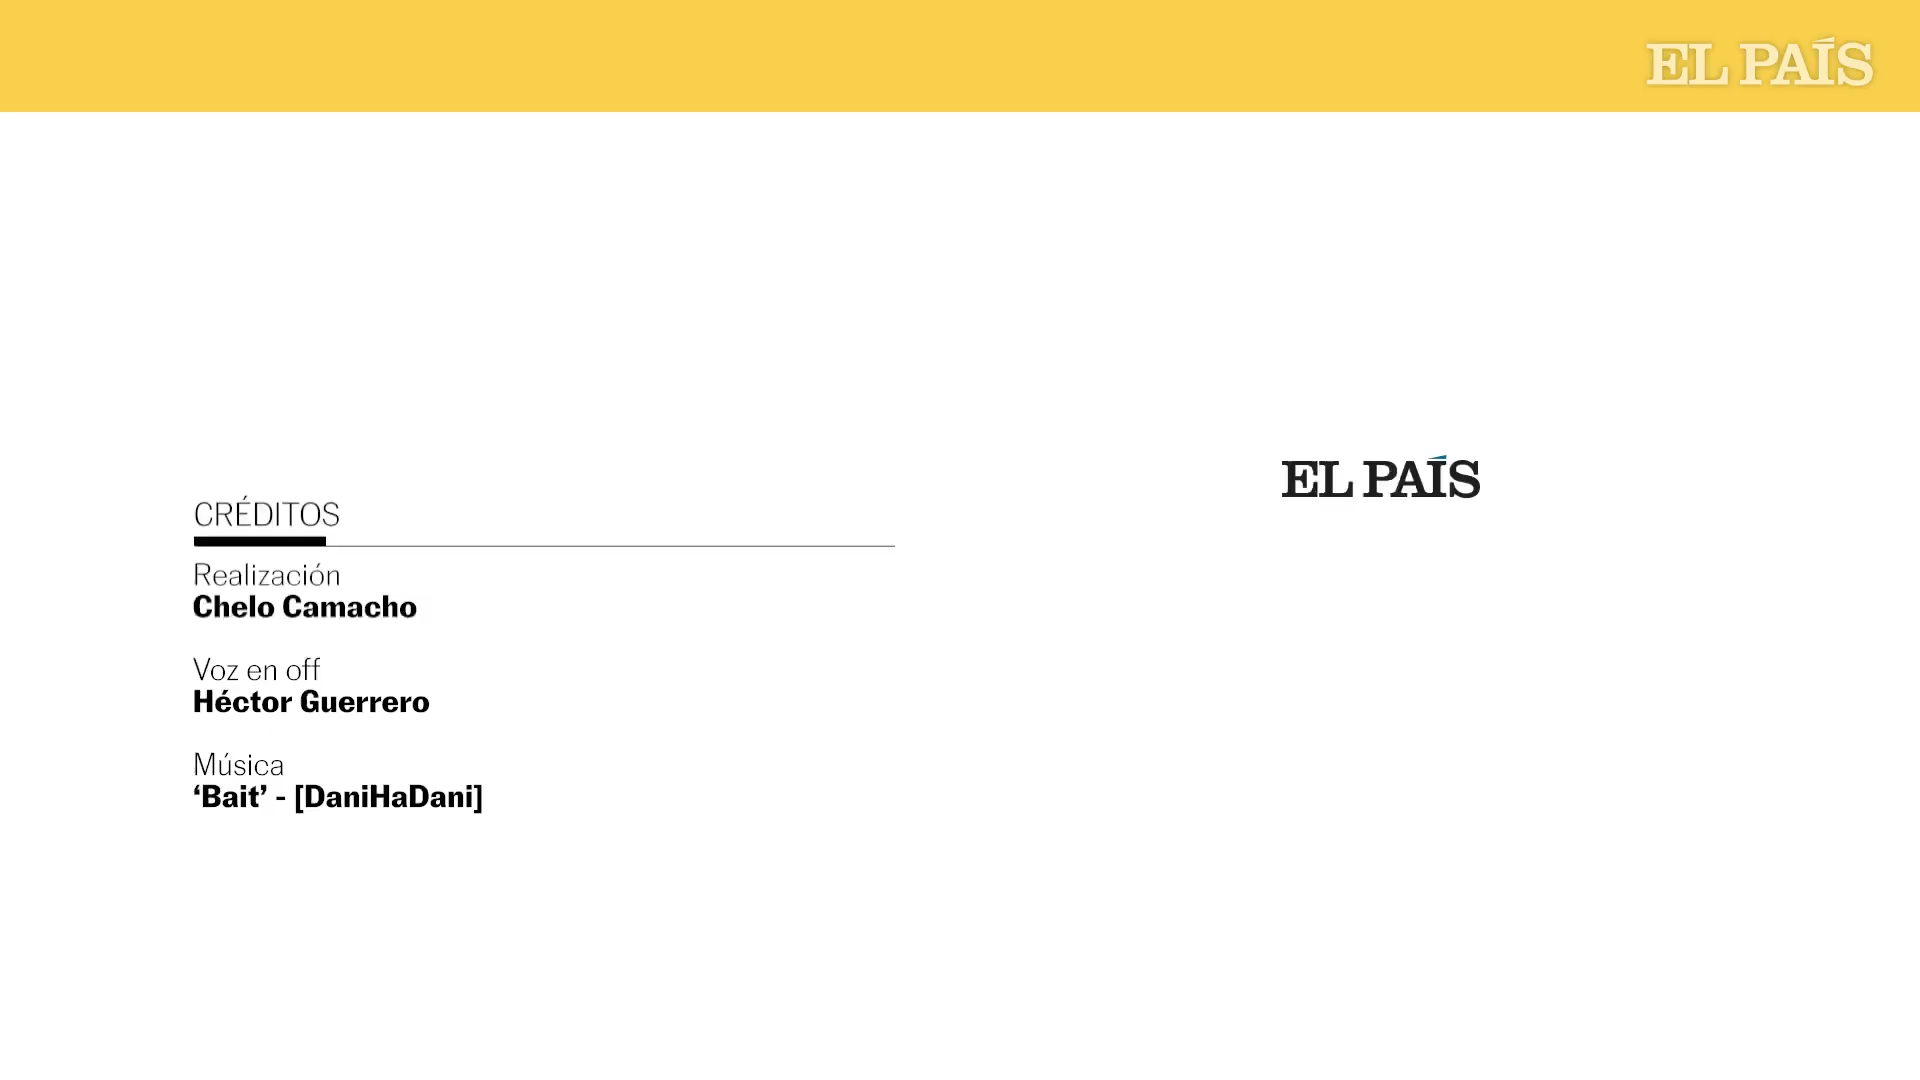 EL PAÍS
EL PAÍS
CRÉDITOS
Realización
Chelo Camacho
Voz en off
Héctor Guerrero
Música
‘Bait’ - [DaniHaDani]